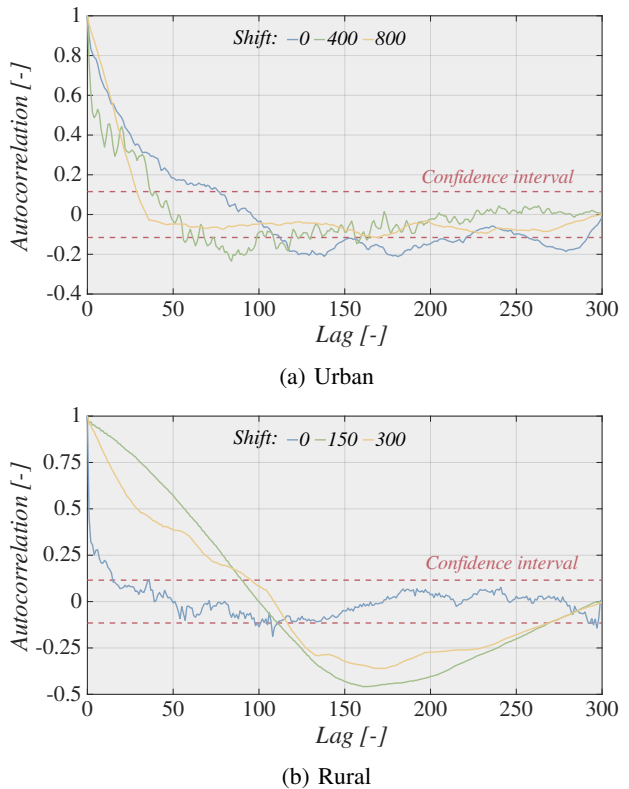 1
0.8
0.6
0.4
0.2
0
-0.2
-0.4
Autocorrelation [-]
Shift: 0 400 800
Confidence interval
0 50 100 150 200 250 300
Lag [-]
(a) Urban
1
0.75
0.5
0.25
0
-0.25
-0.5
Autocorrelation [-]
Shift: 0 150 300
Confidence interval
0 50 100 150 200 250 300
Lag [-]
(b) Rural